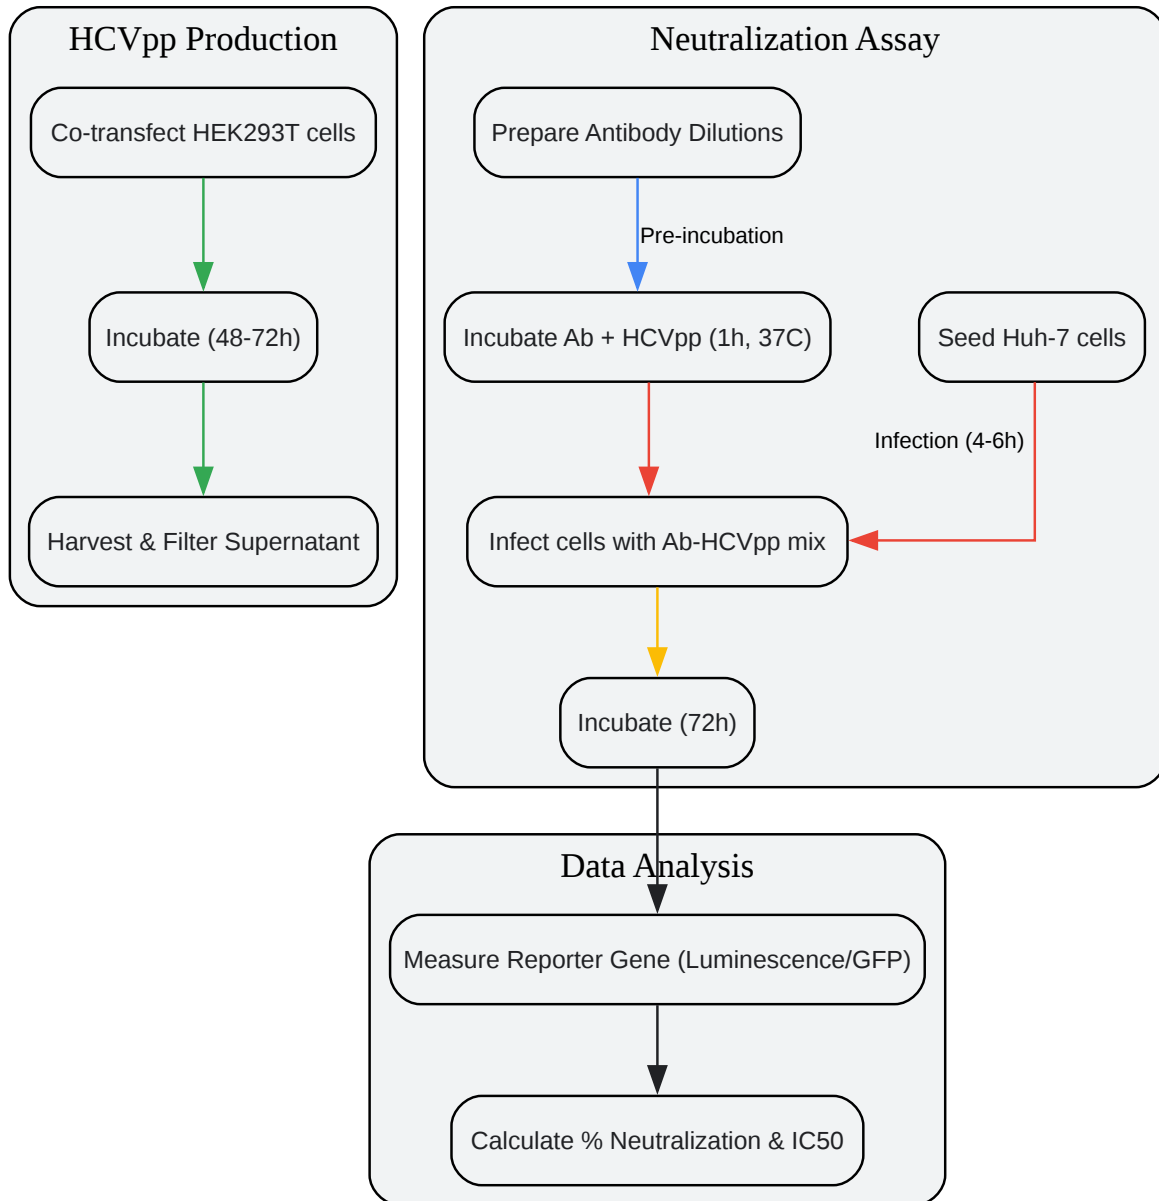 HCVpp Production
Co-transfect HEK293T cells
Incubate (48-72h)
Harvest & Filter Supernatant
Neutralization Assay
Prepare Antibody Dilutions
Pre-incubation
Incubate Ab + HCVpp (1h, 37C)
Seed Huh-7 cells
Infection (4-6h)
Infect cells with Ab-HCVpp mix
Incubate (72h)
Data Analysis
Measure Reporter Gene (Luminescence/GFP)
Calculate % Neutralization & IC50